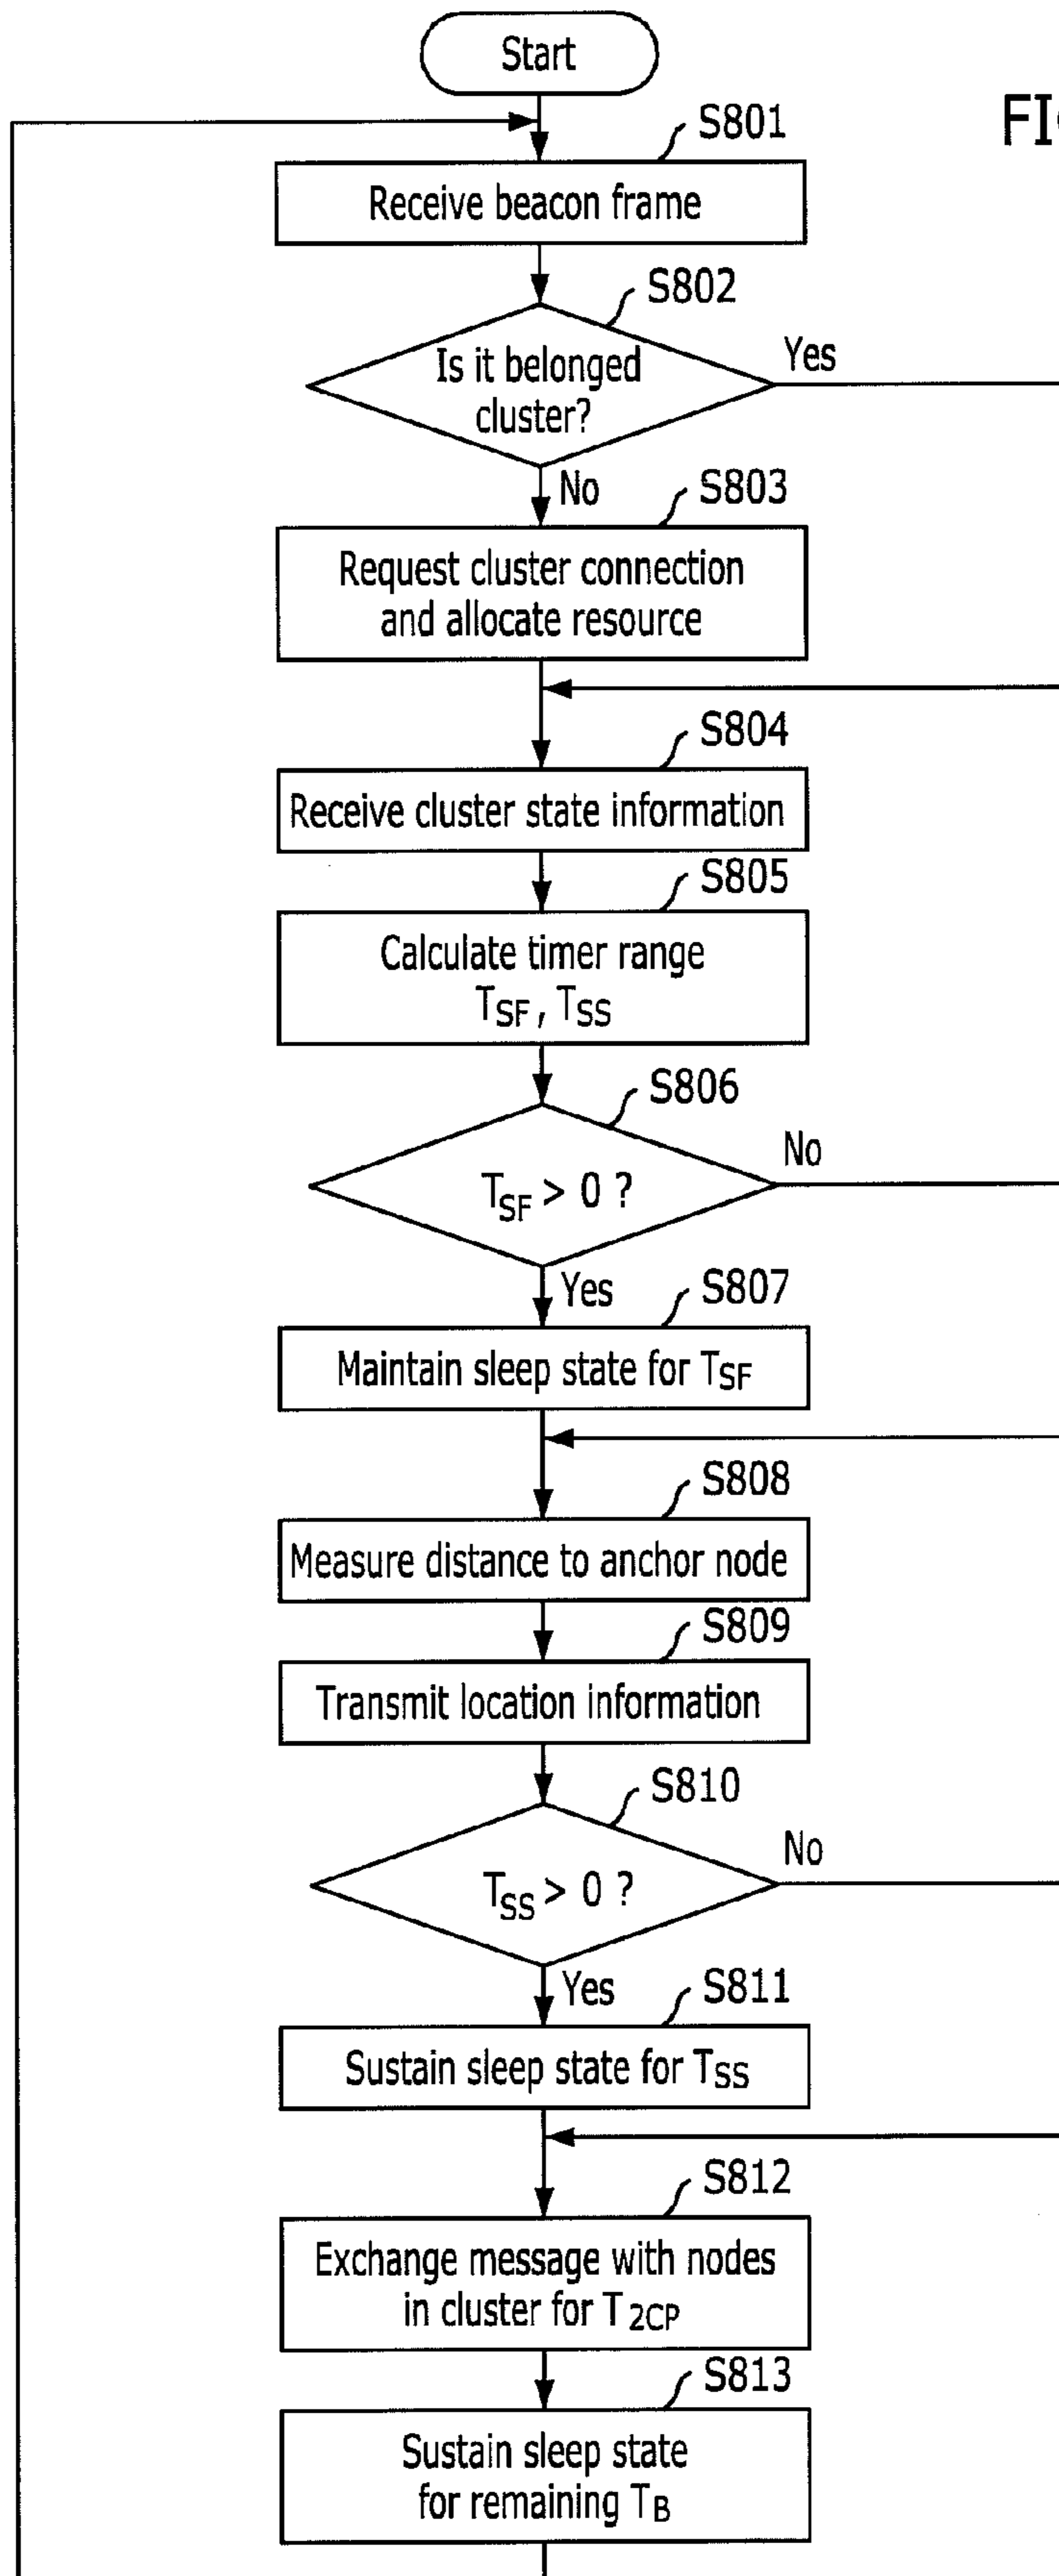 Start
FI
S801
Receive beacon frame
S802
Is it belonged
cluster?
Yes
No
S803
Request cluster connection
and allocate resource
S804
Receive cluster state information
S805
Calculate timer range
TSF, TSS
S806
TSF > 0 ?
No
Yes
S807
Maintain sleep state for TSF
S808
Measure distance to anchor node
S809
Transmit location information
S810
TSS > 0 ?
No
Yes
S811
Sustain sleep state for TSS
S812
Exchange message with nodes
in cluster for T2CP
S813
Sustain sleep state
for remaining TB